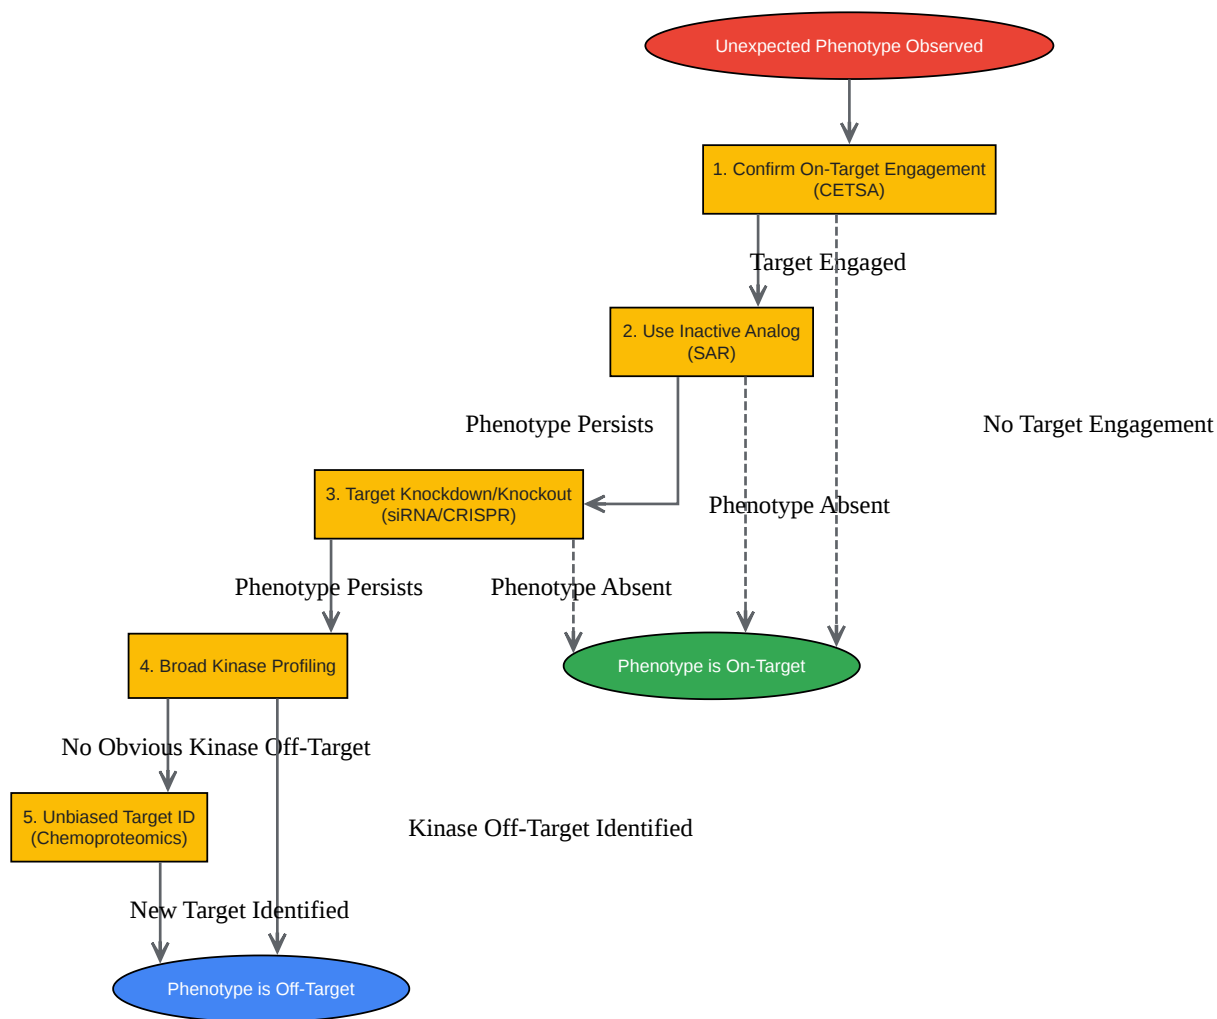 Unexpected Phenotype Observed
1. Confirm On-Target Engagement
(CETSA)
Target Engaged
2. Use Inactive Analog
(SAR)
Phenotype Persists
No Target Engagement
3. Target Knockdown/Knockout
(siRNA/CRISPR)
Phenotype Absent
Phenotype Persists
Phenotype Absent
4. Broad Kinase Profiling
Phenotype is On-Target
No Obvious Kinase Off-Target
5. Unbiased Target ID
(Chemoproteomics)
Kinase Off-Target Identified
New Target Identified
Phenotype is Off-Target